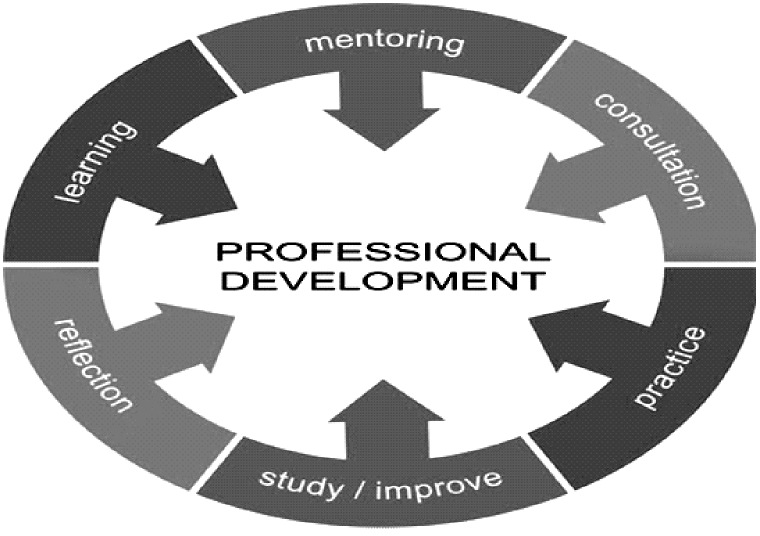 mentoring
consultation
learning
PROFESSIONAL
DEVELOPMENT
reflection
practice
study / improve